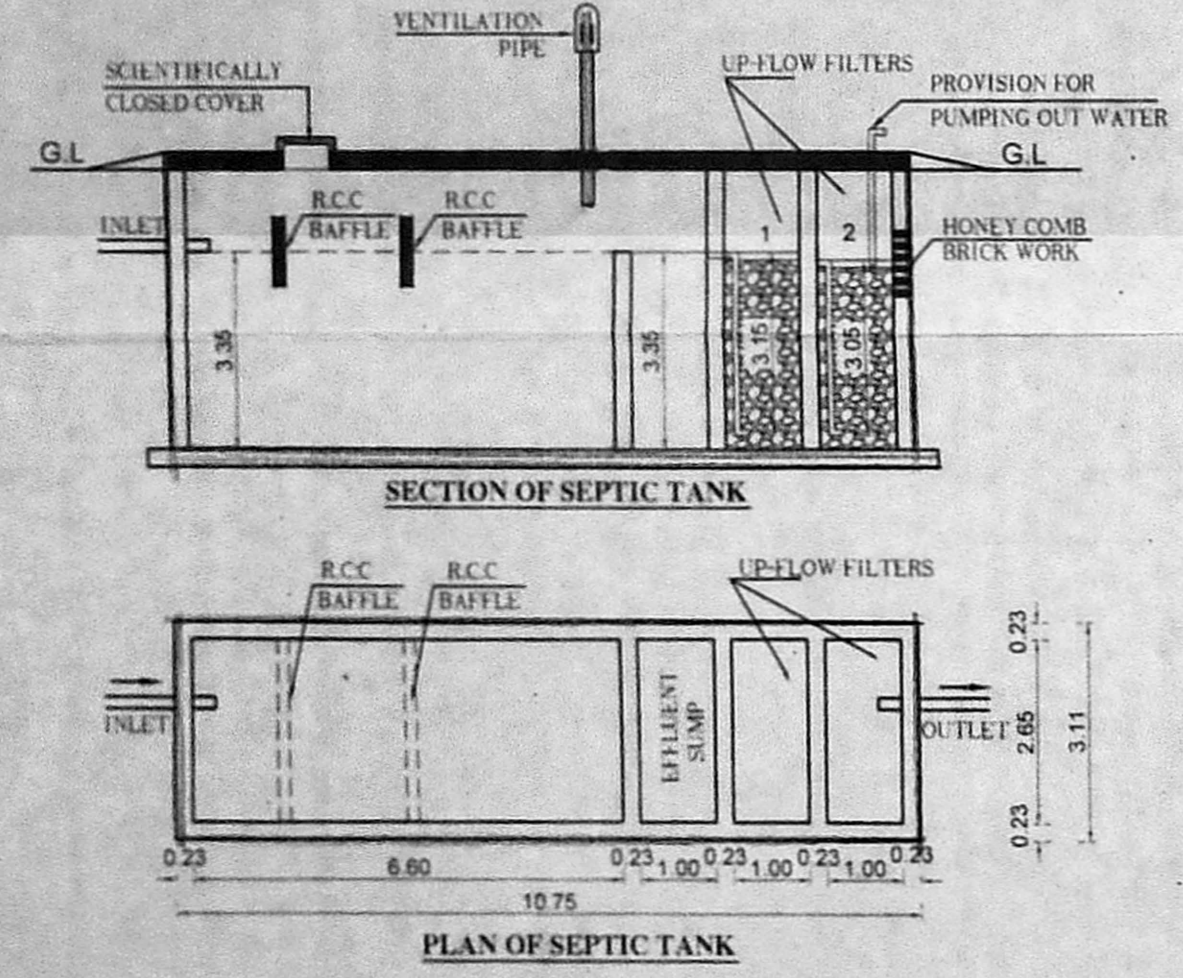 VENTILATION
PIPE
UP-FLOW FILTERS
SCIENTIFICALLY
CLOSED COVER
PROVISION FOR
PUMPING OUT WATER
G.L
G.L
R.C.C
BAFFLE
R.C.C
BAFFLE
INLET
1
2
HONEY COMB
BRICK WORK
3.35
3.35
3.15
3.05
SECTION OF SEPTIC TANK
R.C.C
BAFFLE
R.C.C
BAFFLE
UP-FLOW FILTERS
INLET
EFFLUENT
SUMP
OUTLET
0.23
2.65
3.11
0.23
0.23
6.60
0.23
1.00
0.23
1.00
0.23
1.00
0.23
10.75
PLAN OF SEPTIC TANK